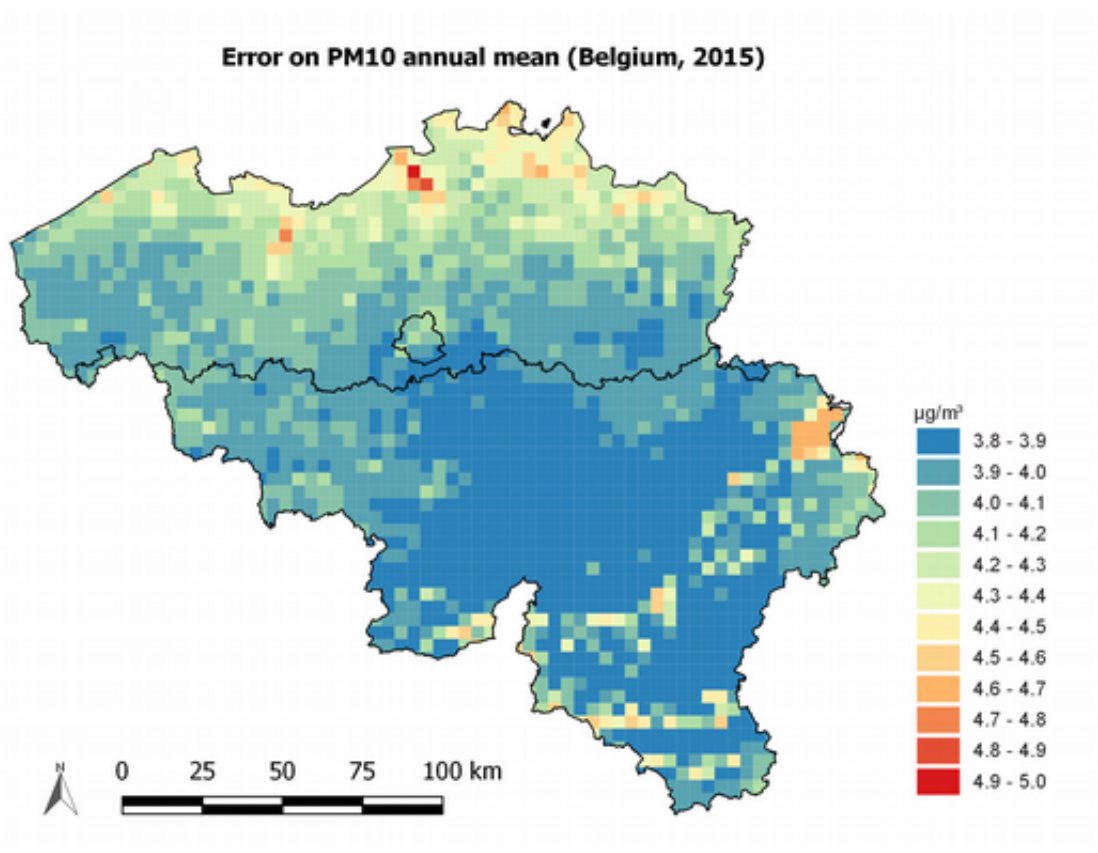 Error on PM10 annual mean (Belgium, 2015)
µg/m³
3.8 - 3.9
3.9 - 4.0
4.0 - 4.1
4.1 - 4.2
4.2 - 4.3
4.3 - 4.4
4.4 - 4.5
4.5 - 4.6
4.6 - 4.7
4.7 - 4.8
4.8 - 4.9
4.9 - 5.0
N
0 25 50 75 100 km